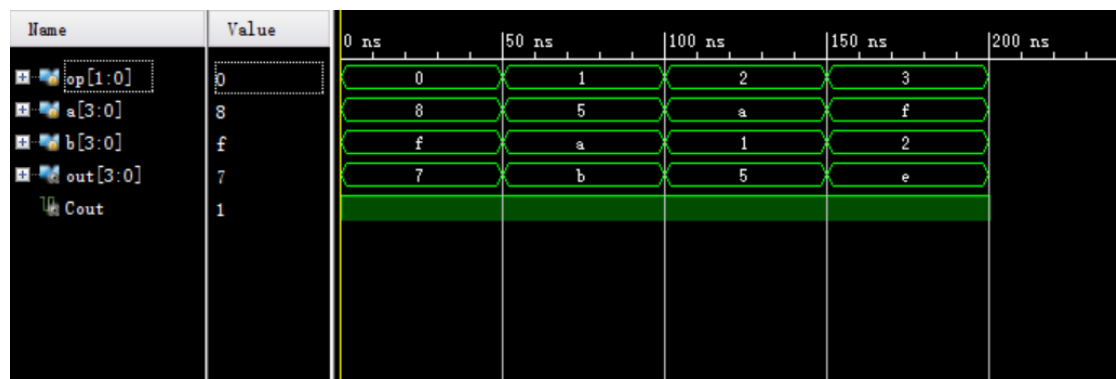 Name Value 0 ns 50 ns 100 ns 150 ns 200 ns
op[1:0] 0 0 1 2 3
a[3:0] 8 8 5 a f
b[3:0] f f a 1 2
out[3:0] 7 7 b 5 e
Cout 1